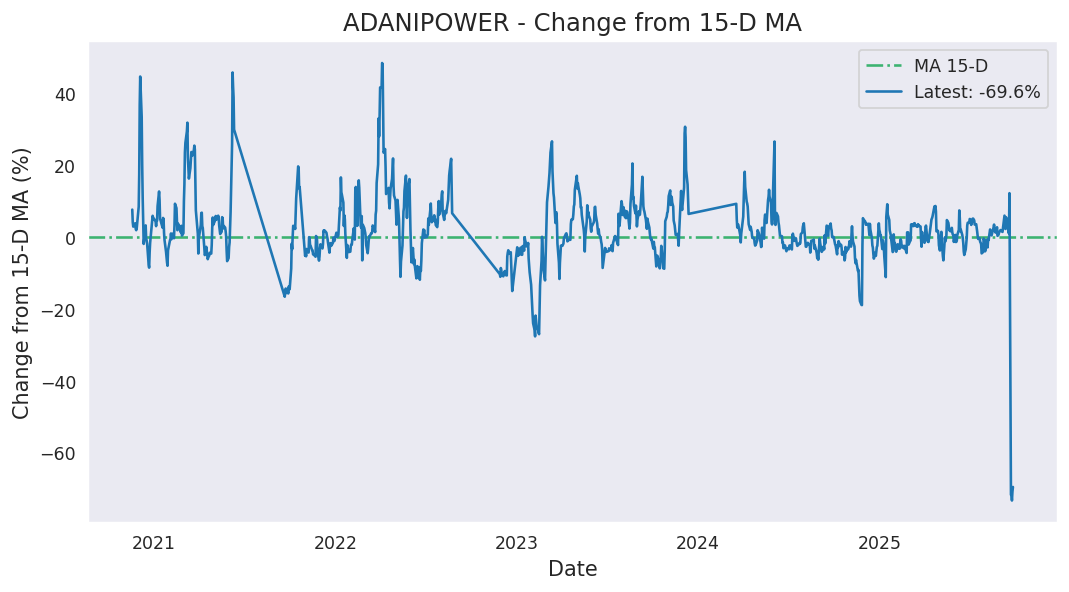 ADANIPOWER - Change from 15-D MA
MA 15-D
Latest: -69.6%
Change from 15-D MA (%)
40
20
0
−20
−40
−60
2021 2022 2023 2024 2025
Date